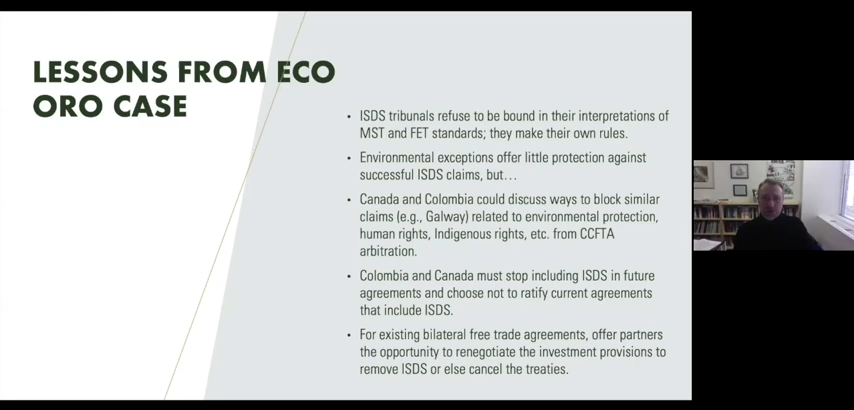 LESSONS FROM ECO
ORO CASE
• ISDS tribunals refuse to be bound in their interpretations of
MST and FET standards; they make their own rules.
• Environmental exceptions offer little protection against
successful ISDS claims, but…
• Canada and Colombia could discuss ways to block similar
claims (e.g., Galway) related to environmental protection,
human rights, Indigenous rights, etc. from CCFTA
arbitration.
• Colombia and Canada must stop including ISDS in future
agreements and choose not to ratify current agreements
that include ISDS.
• For existing bilateral free trade agreements, offer partners
the opportunity to renegotiate the investment provisions to
remove ISDS or else cancel the treaties.